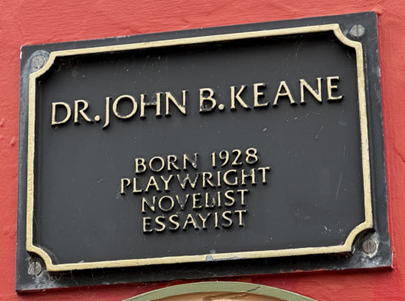 DR. JOHN B. KEANE
BORN 1928
PLAYWRIGHT
NOVELIST
ESSAYIST